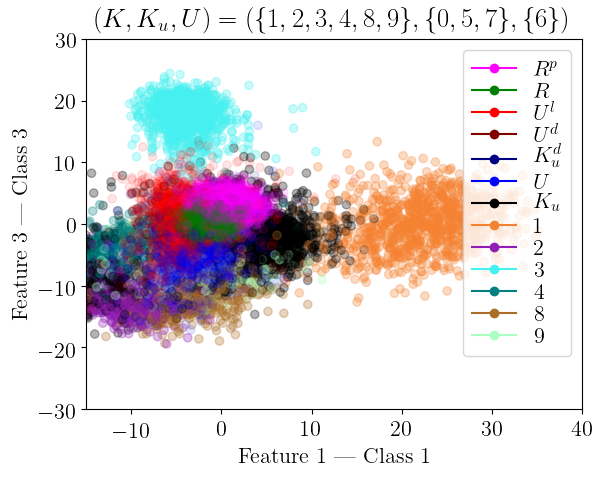 (K, K_u, U) = ({1, 2, 3, 4, 8, 9}, {0, 5, 7}, {6})
30
20
10
0
−10
−20
−30
Feature 3 — Class 3
−10
0
10
20
30
40
Feature 1 — Class 1
R^p
R
U^l
U^d
K_u^d
U
K_u
1
2
3
4
8
9